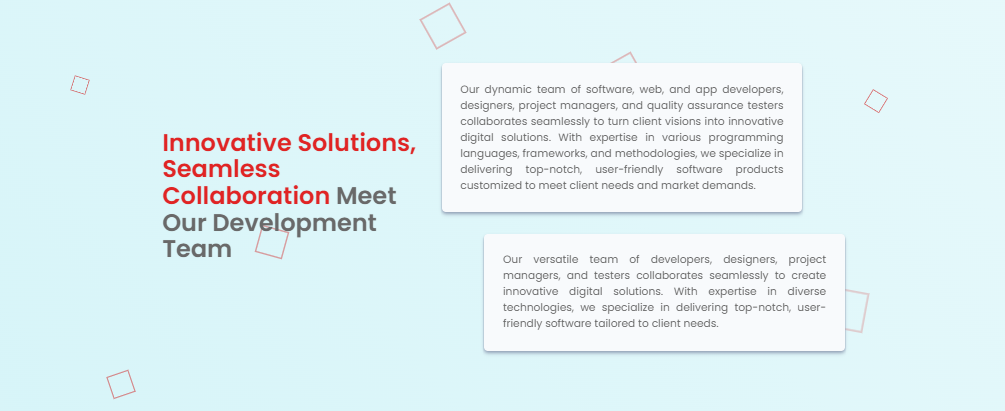 Innovative Solutions,
Seamless
Collaboration Meet
Our Development
Team
Our dynamic team of software, web, and app developers,
designers, project managers, and quality assurance testers
collaborates seamlessly to turn client visions into innovative
digital solutions. With expertise in various programming
languages, frameworks, and methodologies, we specialize in
delivering top-notch, user-friendly software products
customized to meet client needs and market demands.
Our versatile team of developers, designers, project
managers, and testers collaborates seamlessly to create
innovative digital solutions. With expertise in diverse
technologies, we specialize in delivering top-notch, user-
friendly software tailored to client needs.